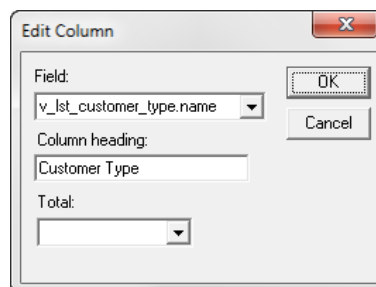 Edit Column
Field:
v_lst_customer_type.name
OK
Cancel
Column heading:
Customer Type
Total: